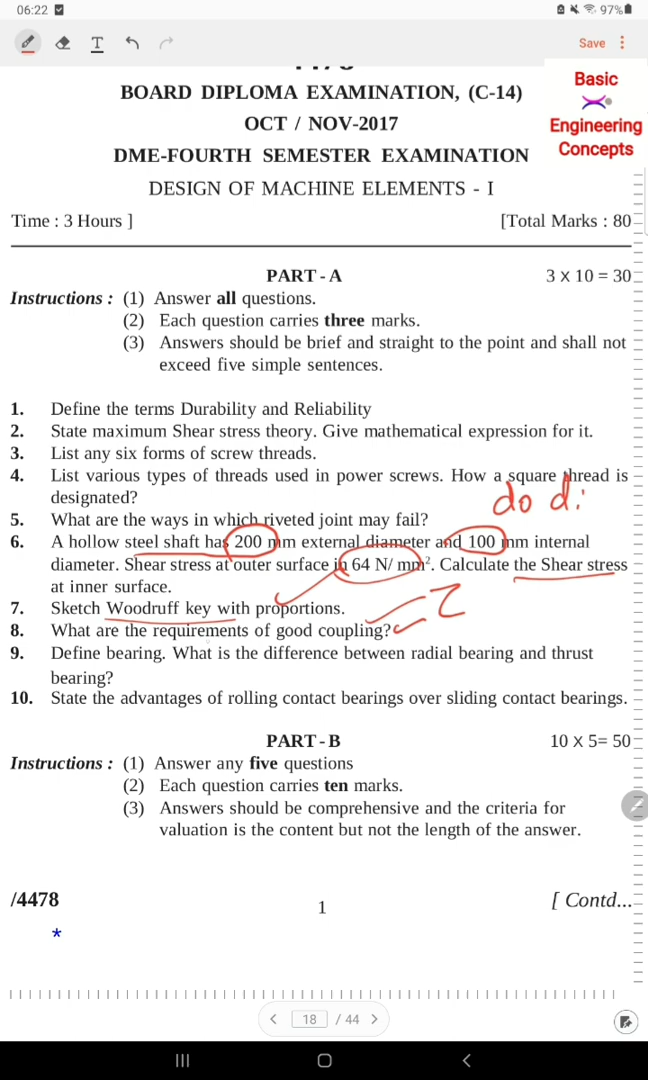 06:22
97%
T
Save
BOARD DIPLOMA EXAMINATION, (C-14)
OCT / NOV-2017
DME-FOURTH SEMESTER EXAMINATION
DESIGN OF MACHINE ELEMENTS - I
Basic
Engineering
Concepts
Time : 3 Hours ] [Total Marks : 80
PART - A 3 X 10 = 30
Instructions : (1) Answer all questions.
(2) Each question carries three marks.
(3) Answers should be brief and straight to the point and shall not
exceed five simple sentences.
1. Define the terms Durability and Reliability
2. State maximum Shear stress theory. Give mathematical expression for it.
3. List any six forms of screw threads.
4. List various types of threads used in power screws. How a square thread is
designated?
do di
5. What are the ways in which riveted joint may fail?
6. A hollow steel shaft has 200 mm external diameter and 100 mm internal
diameter. Shear stress at outer surface in 64 N/ mm². Calculate the Shear stress
at inner surface.
7. Sketch Woodruff key with proportions.
8. What are the requirements of good coupling?
9. Define bearing. What is the difference between radial bearing and thrust
bearing?
10. State the advantages of rolling contact bearings over sliding contact bearings.
PART - B 10 X 5= 50
Instructions : (1) Answer any five questions
(2) Each question carries ten marks.
(3) Answers should be comprehensive and the criteria for
valuation is the content but not the length of the answer.
/4478 1 [ Contd...
*
18 / 44